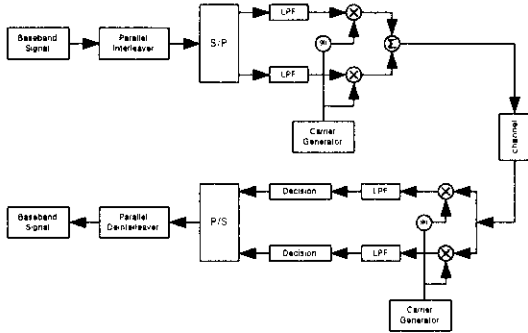 Baseband
Signal
Parallel
Interleaver
S/P
LPF
LPF
90
Σ
Carrier
Generator
Channel
Baseband
Signal
Parallel
Deinterleaver
P/S
Decision
LPF
Decision
LPF
90
Carrier
Generator